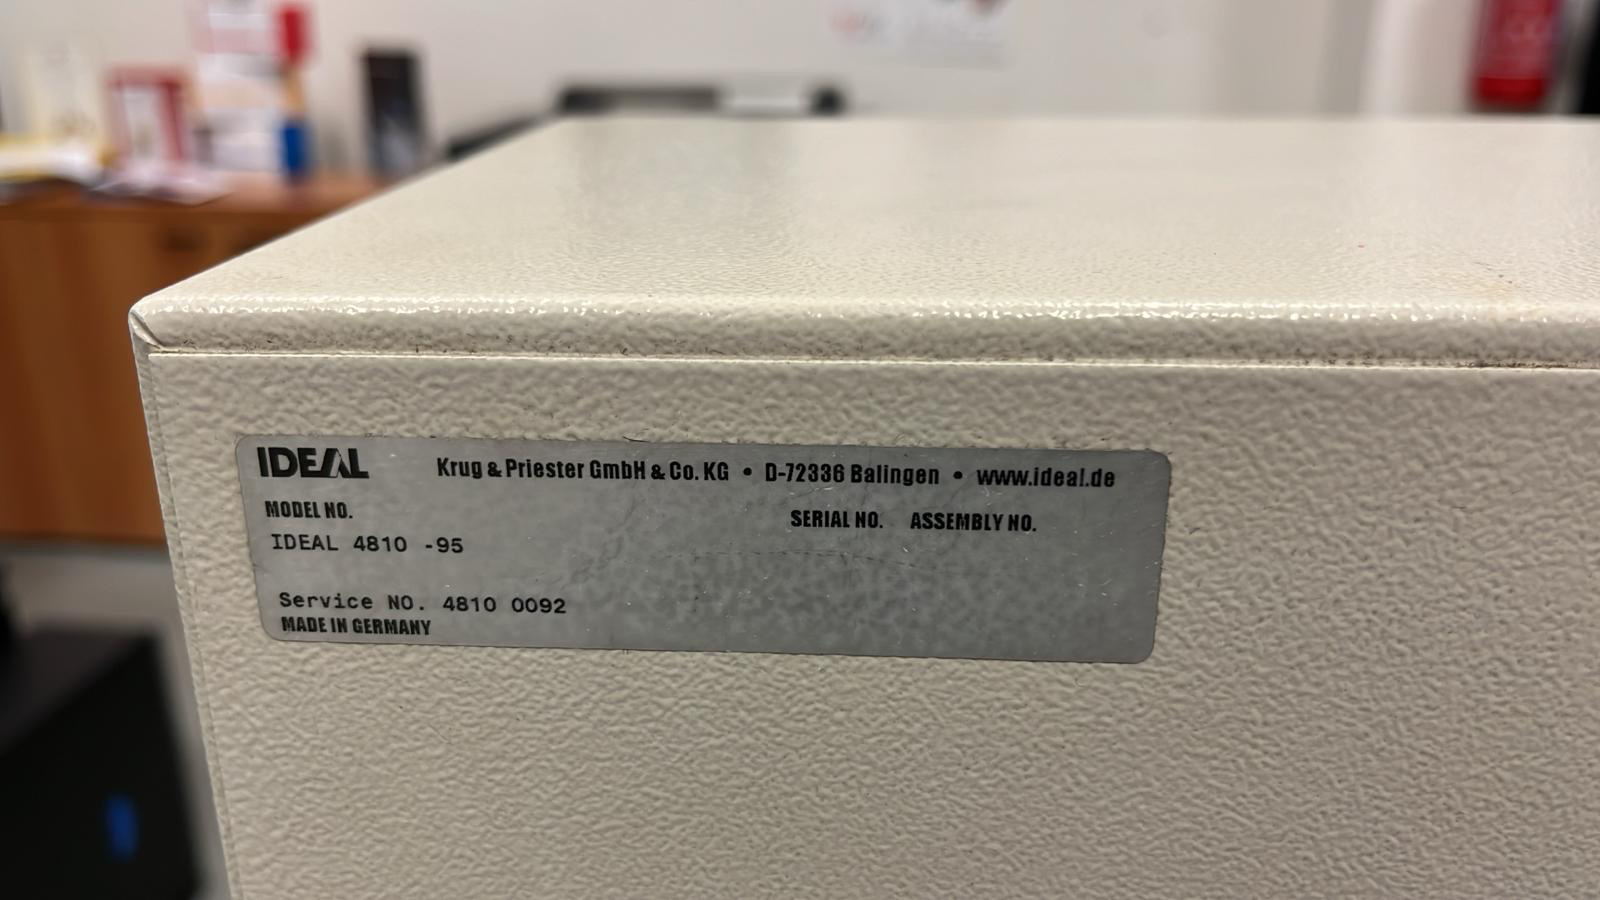 IDEAL Krug & Priester GmbH & Co. KG • D-72336 Balingen • www.ideal.de
MODEL NO. SERIAL NO. ASSEMBLY NO.
IDEAL 4810 -95
Service NO. 4810 0092
MADE IN GERMANY